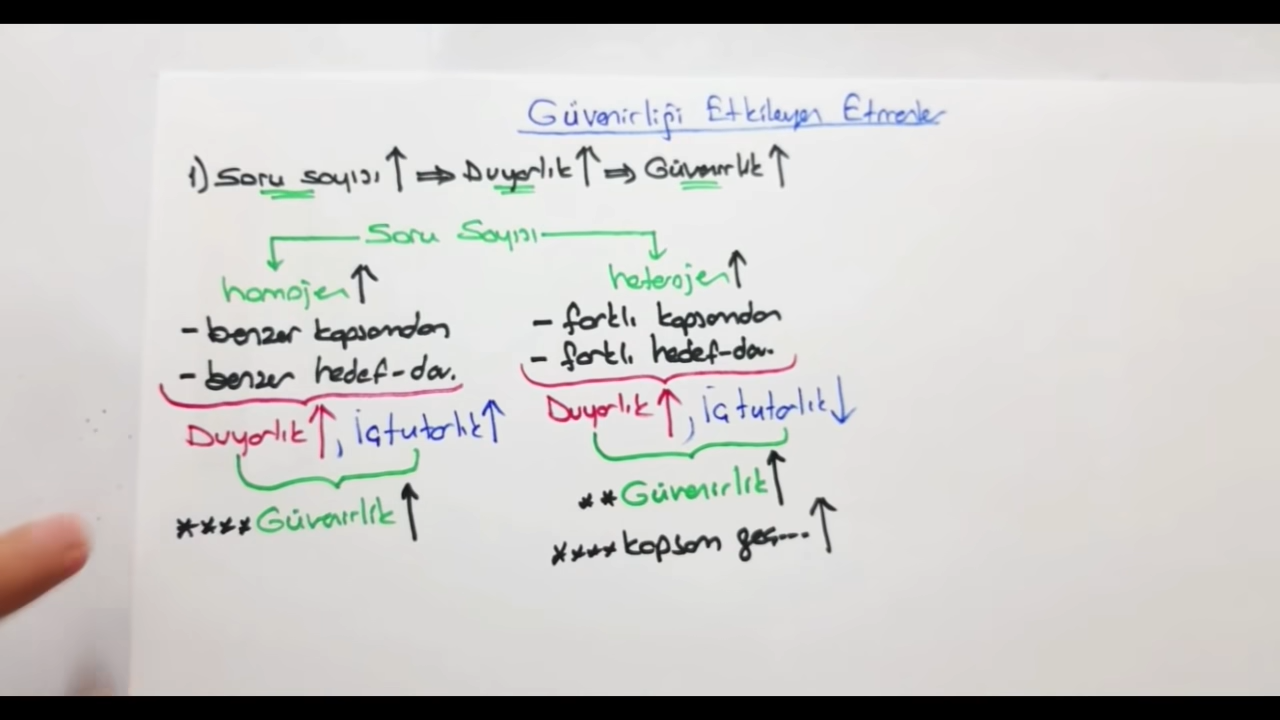 Güvenirliği Etkileyen Etmenler
1) Soru sayısı ↑ ⇒ Duyarlık ↑ ⇒ Güvenirlik ↑
Soru Sayısı
homojen ↑
- benzer kapsamdan
- benzer hedef-dav.
Duyarlık ↑, İçtutarlık ↑
**** Güvenirlik ↑
heterojen ↑
- farklı kapsamdan
- farklı hedef-dav.
Duyarlık ↑, İçtutarlık ↓
** Güvenirlik ↑
**** kapsam geç.... ↑